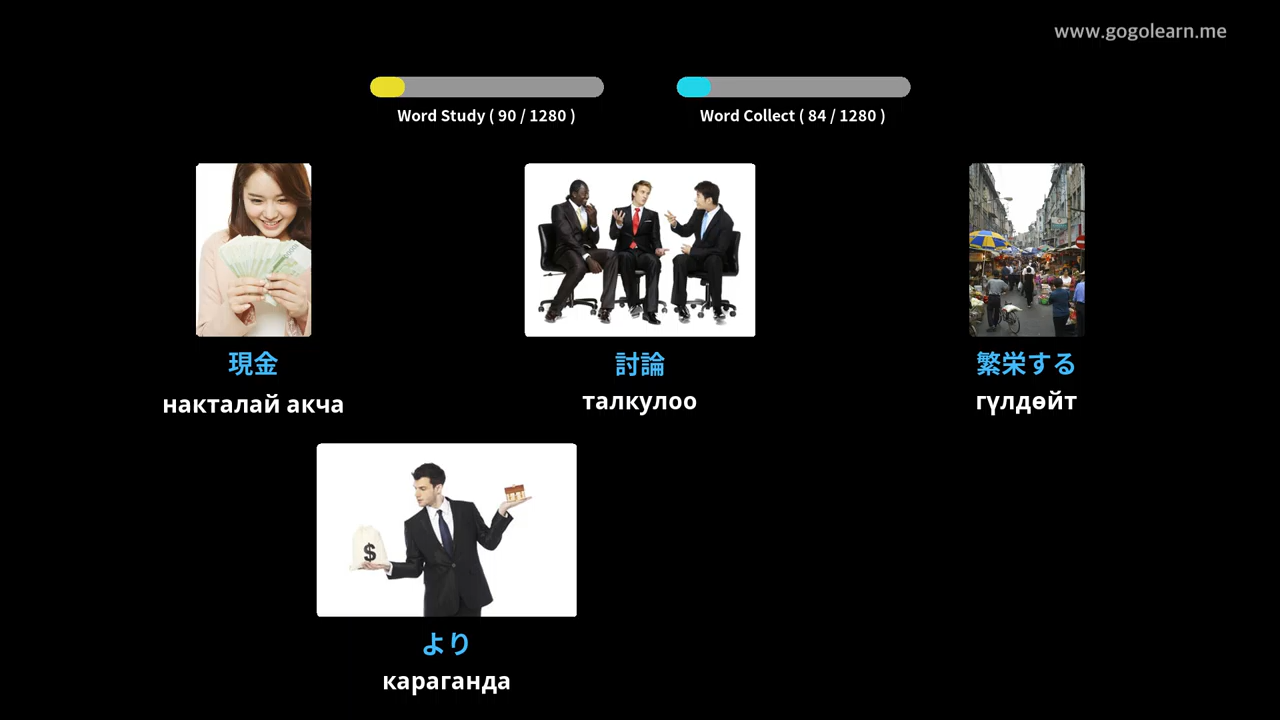 www.gogolearn.me
Word Study ( 90 / 1280 )
Word Collect ( 84 / 1280 )
現金
накталай акча
討論
талкулоо
繁栄する
гүлдөйт
$
より
караганда